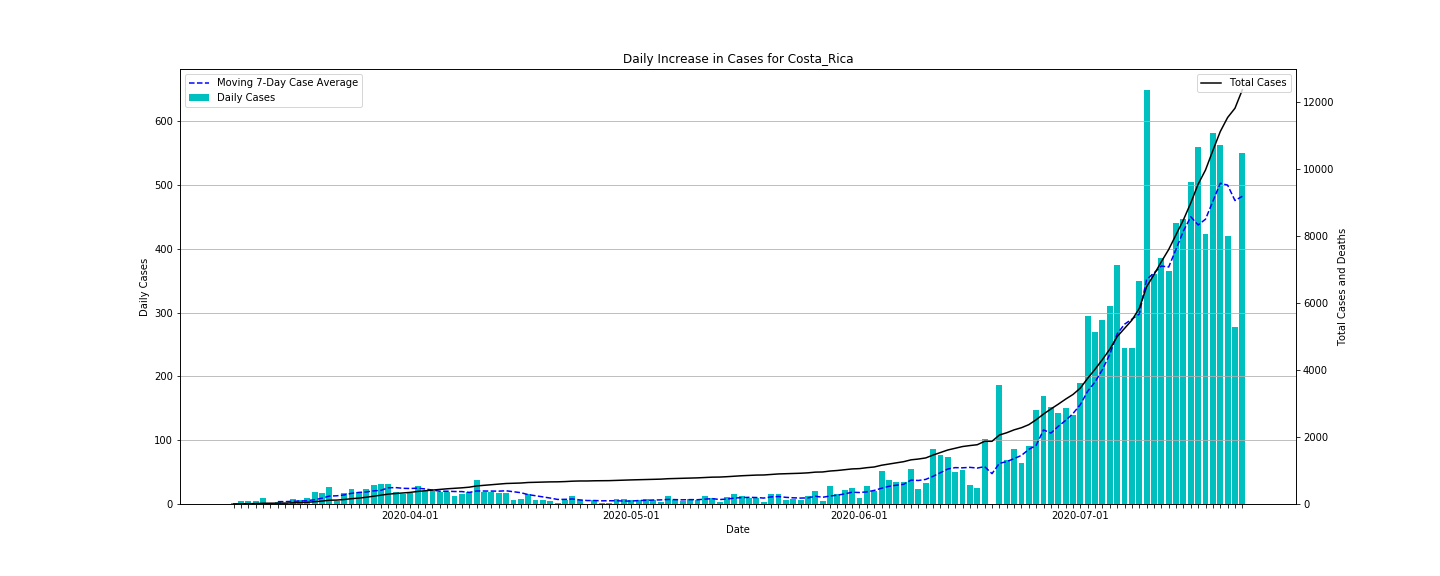 Daily Increase in Cases for Costa_Rica
Moving 7-Day Case Average
Daily Cases
Total Cases
600
500
400
300
200
100
0
Daily Cases
12000
10000
8000
6000
4000
2000
0
Total Cases and Deaths
2020-04-01
2020-05-01
2020-06-01
2020-07-01
Date